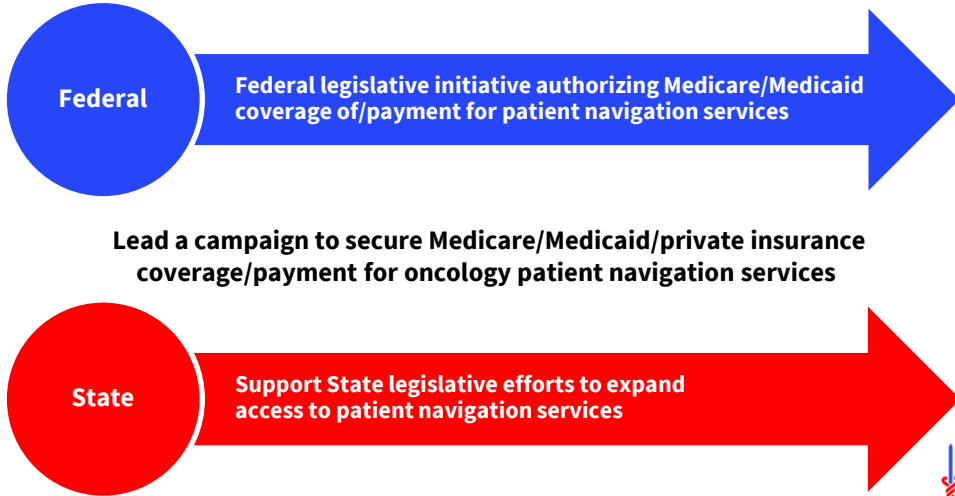 Federal
Federal legislative initiative authorizing Medicare/Medicaid
coverage of/payment for patient navigation services
Lead a campaign to secure Medicare/Medicaid/private insurance
coverage/payment for oncology patient navigation services
State
Support State legislative efforts to expand
access to patient navigation services